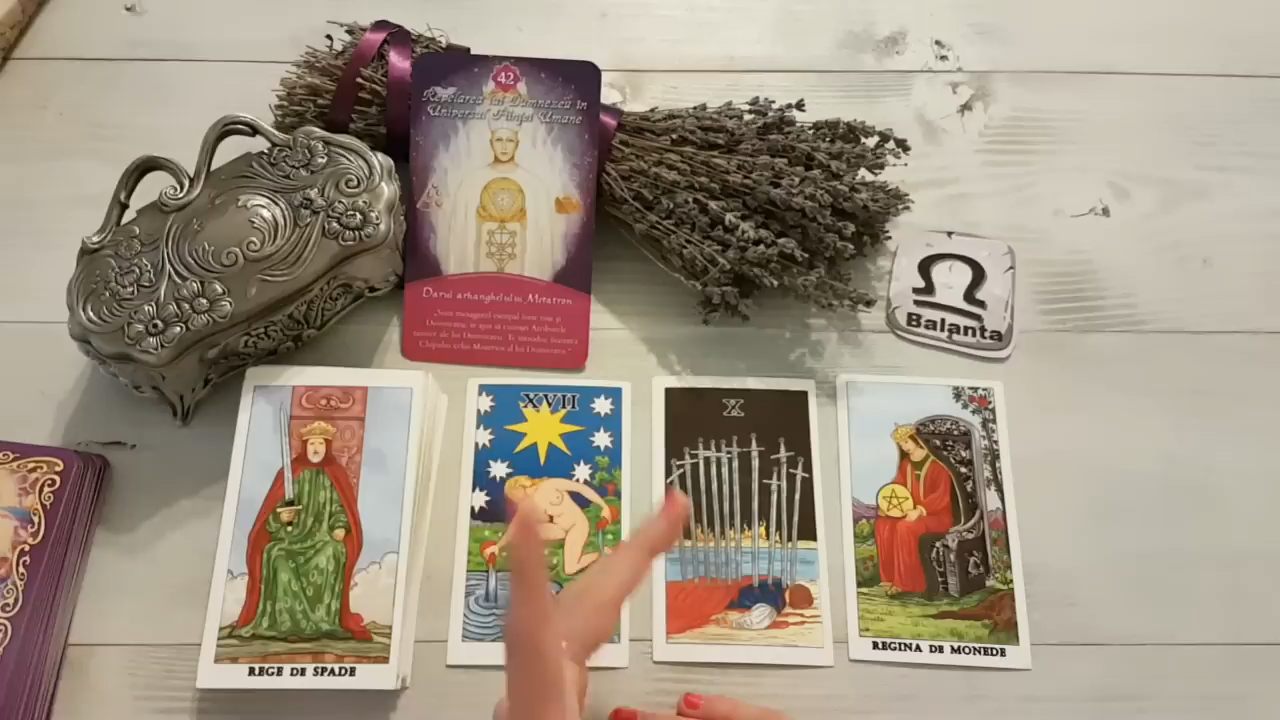 42
Revelarea lui Dumnezeu în
Universul Ființei Umane
Darul arhanghelului Metatron
Balanta
XVII
X
REGE DE SPADE
REGINA DE MONEDE